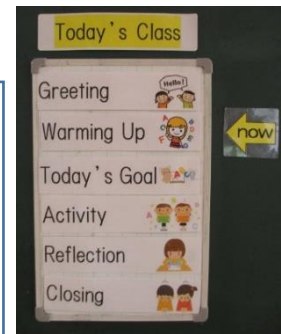 Today's Class
Greeting
Hello!
Warming Up
now
Today's Goal
Activity
Reflection
Closing